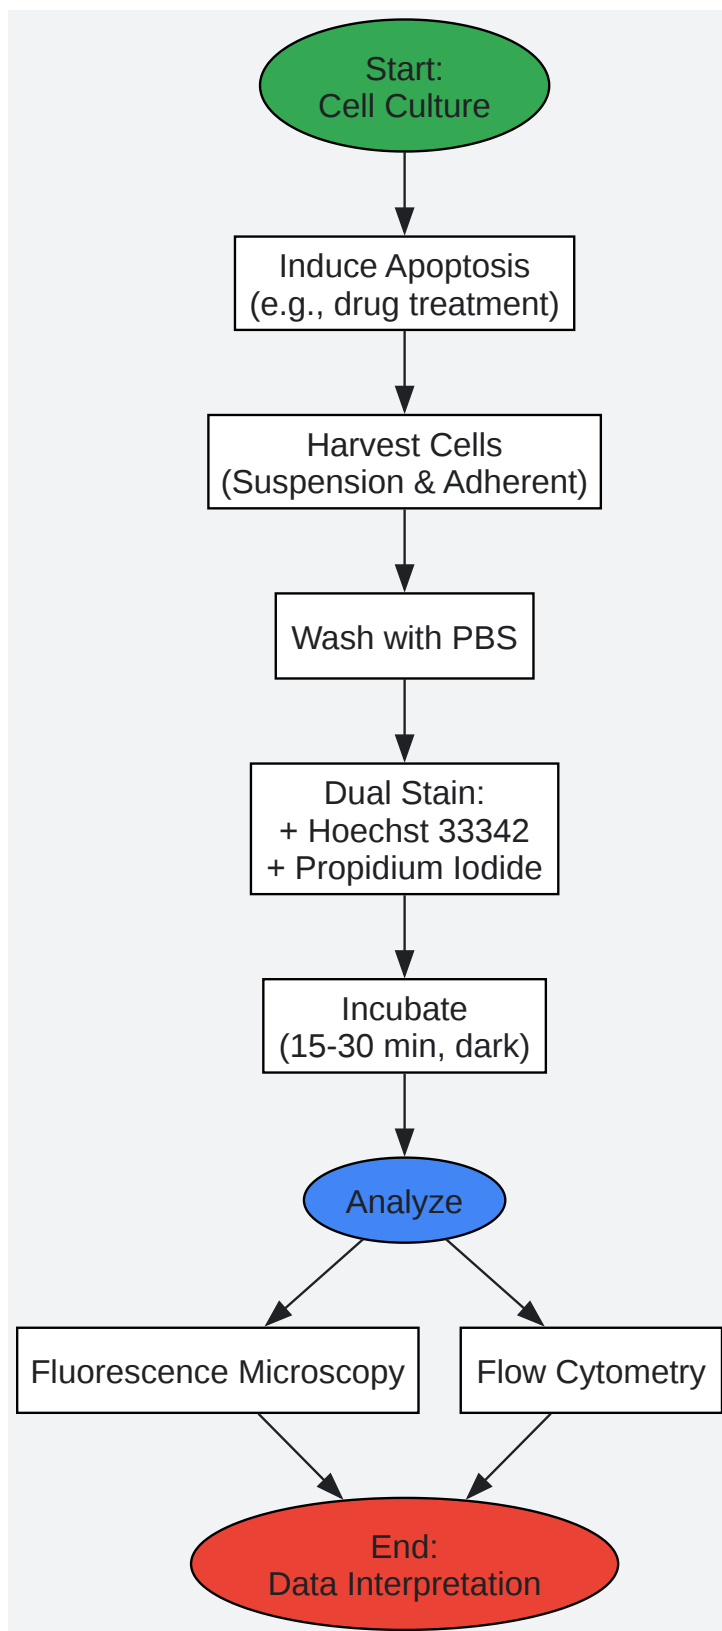 Start:
Cell Culture
Induce Apoptosis
(e.g., drug treatment)
Harvest Cells
(Suspension & Adherent)
Wash with PBS
Dual Stain:
+ Hoechst 33342
+ Propidium Iodide
Incubate
(15-30 min, dark)
Analyze
Fluorescence Microscopy
Flow Cytometry
End:
Data Interpretation